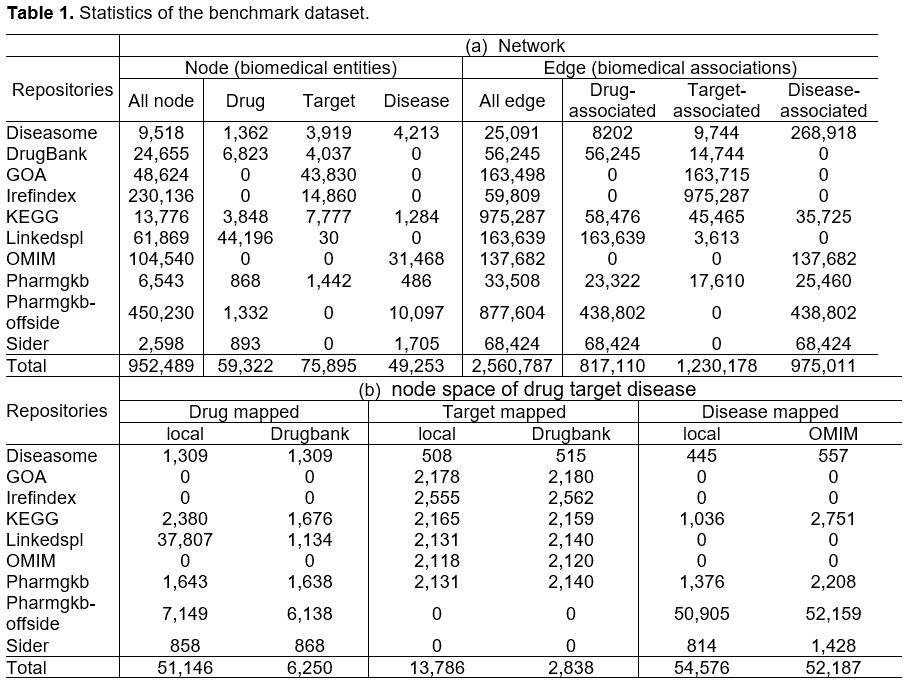 Table 1. Statistics of the benchmark dataset.
(a) Network
Repositories Node (biomedical entities) Edge (biomedical associations)
All node Drug Target Disease All edge Drug-associated Target-associated Disease-associated
Diseasome 9,518 1,362 3,919 4,213 25,091 8202 9,744 268,918
DrugBank 24,655 6,823 4,037 0 56,245 56,245 14,744 0
GOA 48,624 0 43,830 0 163,498 0 163,715 0
Irefindex 230,136 0 14,860 0 59,809 0 975,287 0
KEGG 13,776 3,848 7,777 1,284 975,287 58,476 45,465 35,725
Linkedspl 61,869 44,196 30 0 163,639 163,639 3,613 0
OMIM 104,540 0 0 31,468 137,682 0 0 137,682
Pharmgkb 6,543 868 1,442 486 33,508 23,322 17,610 25,460
Pharmgkb-offside 450,230 1,332 0 10,097 877,604 438,802 0 438,802
Sider 2,598 893 0 1,705 68,424 68,424 0 68,424
Total 952,489 59,322 75,895 49,253 2,560,787 817,110 1,230,178 975,011
(b) node space of drug target disease
Repositories Drug mapped Target mapped Disease mapped
local Drugbank local Drugbank local OMIM
Diseasome 1,309 1,309 508 515 445 557
GOA 0 0 2,178 2,180 0 0
Irefindex 0 0 2,555 2,562 0 0
KEGG 2,380 1,676 2,165 2,159 1,036 2,751
Linkedspl 37,807 1,134 2,131 2,140 0 0
OMIM 0 0 2,118 2,120 0 0
Pharmgkb 1,643 1,638 2,131 2,140 1,376 2,208
Pharmgkb-offside 7,149 6,138 0 0 50,905 52,159
Sider 858 868 0 0 814 1,428
Total 51,146 6,250 13,786 2,838 54,576 52,187